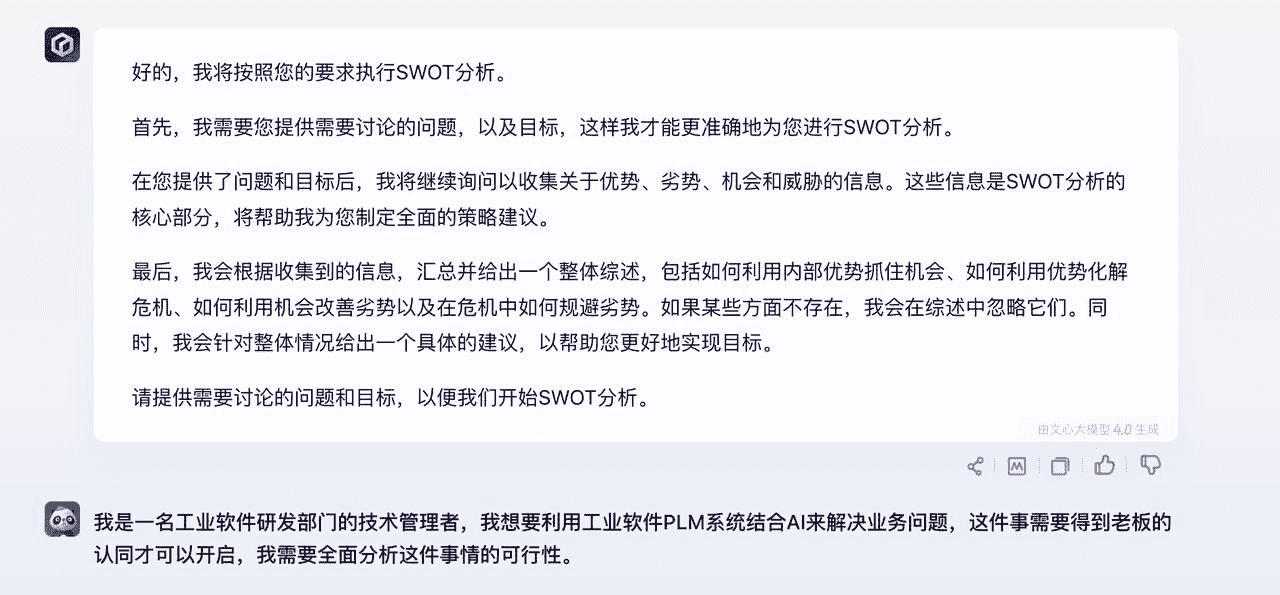 好的，我将按照您的要求执行SWOT分析。
首先，我需要您提供需要讨论的问题，以及目标，这样我才能更准确地为您进行SWOT分析。
在您提供了问题和目标后，我将继续询问以收集关于优势、劣势、机会和威胁的信息。这些信息是SWOT分析的
核心部分，将帮助我为您制定全面的策略建议。
最后，我会根据收集到的信息，汇总并给出一个整体综述，包括如何利用内部优势抓住机会、如何利用优势化解
危机、如何利用机会改善劣势以及在危机中如何规避劣势。如果某些方面不存在，我会在综述中忽略它们。同
时，我会针对整体情况给出一个具体的建议，以帮助您更好地实现目标。
请提供需要讨论的问题和目标，以便我们开始SWOT分析。
由文心大模型 4.0 生成
我是一名工业软件研发部门的技术管理者，我想要利用工业软件PLM系统结合AI来解决业务问题，这件事需要得到老板的
认同才可以开启，我需要全面分析这件事情的可行性。